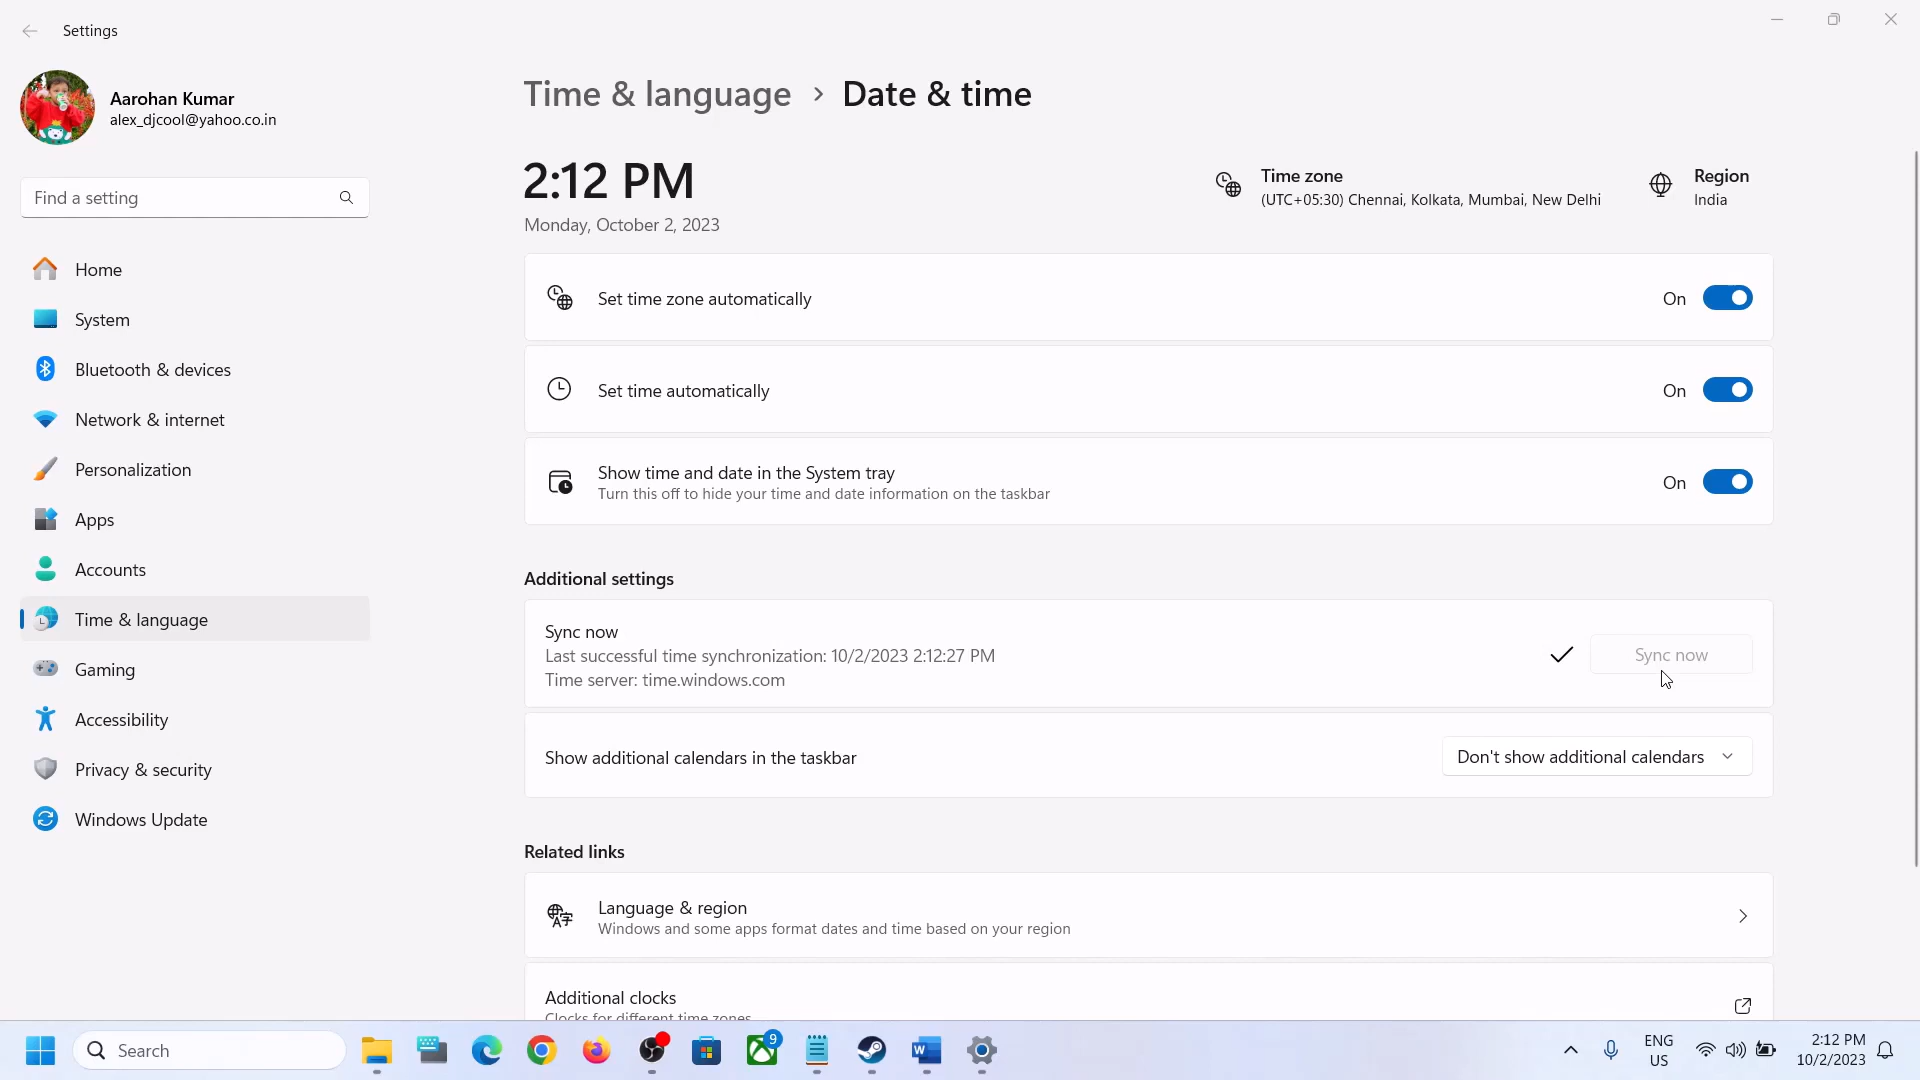 Settings
Aarohan Kumar
alex_djcool@yahoo.co.in
Find a setting
Home
System
Bluetooth & devices
Network & internet
Personalization
Apps
Accounts
Time & language
Gaming
Accessibility
Privacy & security
Windows Update
Time & language > Date & time
2:12 PM
Monday, October 2, 2023
Time zone
(UTC+05:30) Chennai, Kolkata, Mumbai, New Delhi
Region
India
Set time zone automatically
On
Set time automatically
On
Show time and date in the System tray
Turn this off to hide your time and date information on the taskbar
On
Additional settings
Sync now
Last successful time synchronization: 10/2/2023 2:12:27 PM
Time server: time.windows.com
Sync now
Show additional calendars in the taskbar
Don't show additional calendars
Related links
Language & region
Windows and some apps format dates and time based on your region
Additional clocks
Clocks for different time zones
Search
9
ENG
US
2:12 PM
10/2/2023